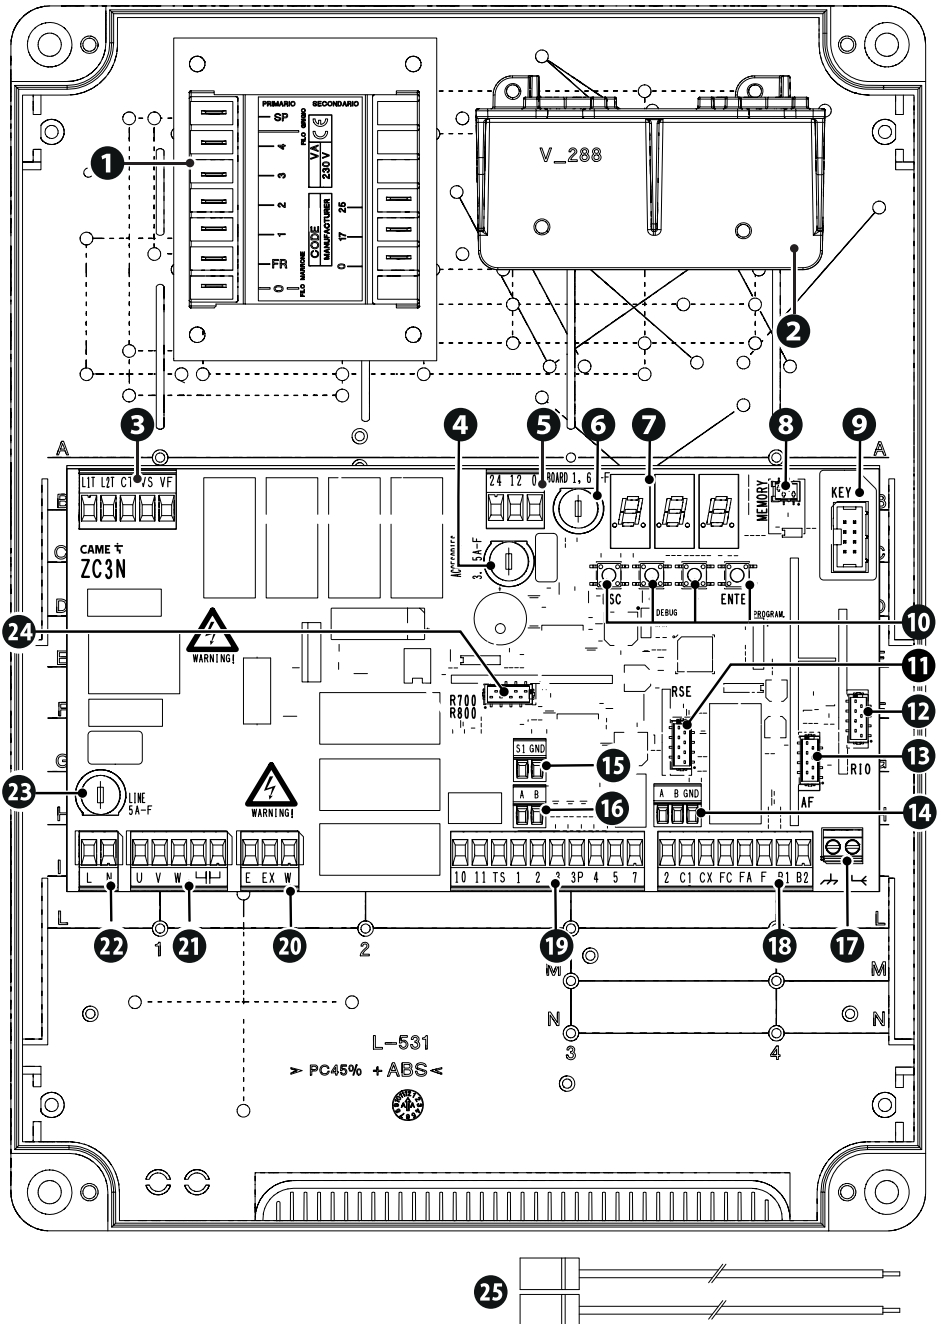 PRIMARIO SECONDARIO
SP
FILO GRIGIO
4
3
2
1
FR
0
FILO MARRONE
VA
CE
230 V
CODE
MANUFACTURER
25
17
0
V_288
1
2
3
4
5
6
7
8
9
A
A
L1T L2T CT VS VF
24 12 0
BOARD 1, 6 -F
MEMORY
KEY
B
B
CAME
ZC3N
C
C
3, 5A-F
D
D
SC
DEBUG
ENTE
PROGRAM.
10
24
WARNING!
E
E
11
R700
R800
RSE
12
F
F
S1 GND
15
13
RIO
G
23
LINE
5A-F
WARNING!
A B
16
A B GND
AF
14
H
I
L N
U V W
E EX W
10 11 TS 1 2 3 3P 4 5 7
2 C1 CX FC FA F B1 B2
17
L
L
22
21
20
19
18
1
2
M
M
N
N
3
4
L-531
> PC45% + ABS <
25